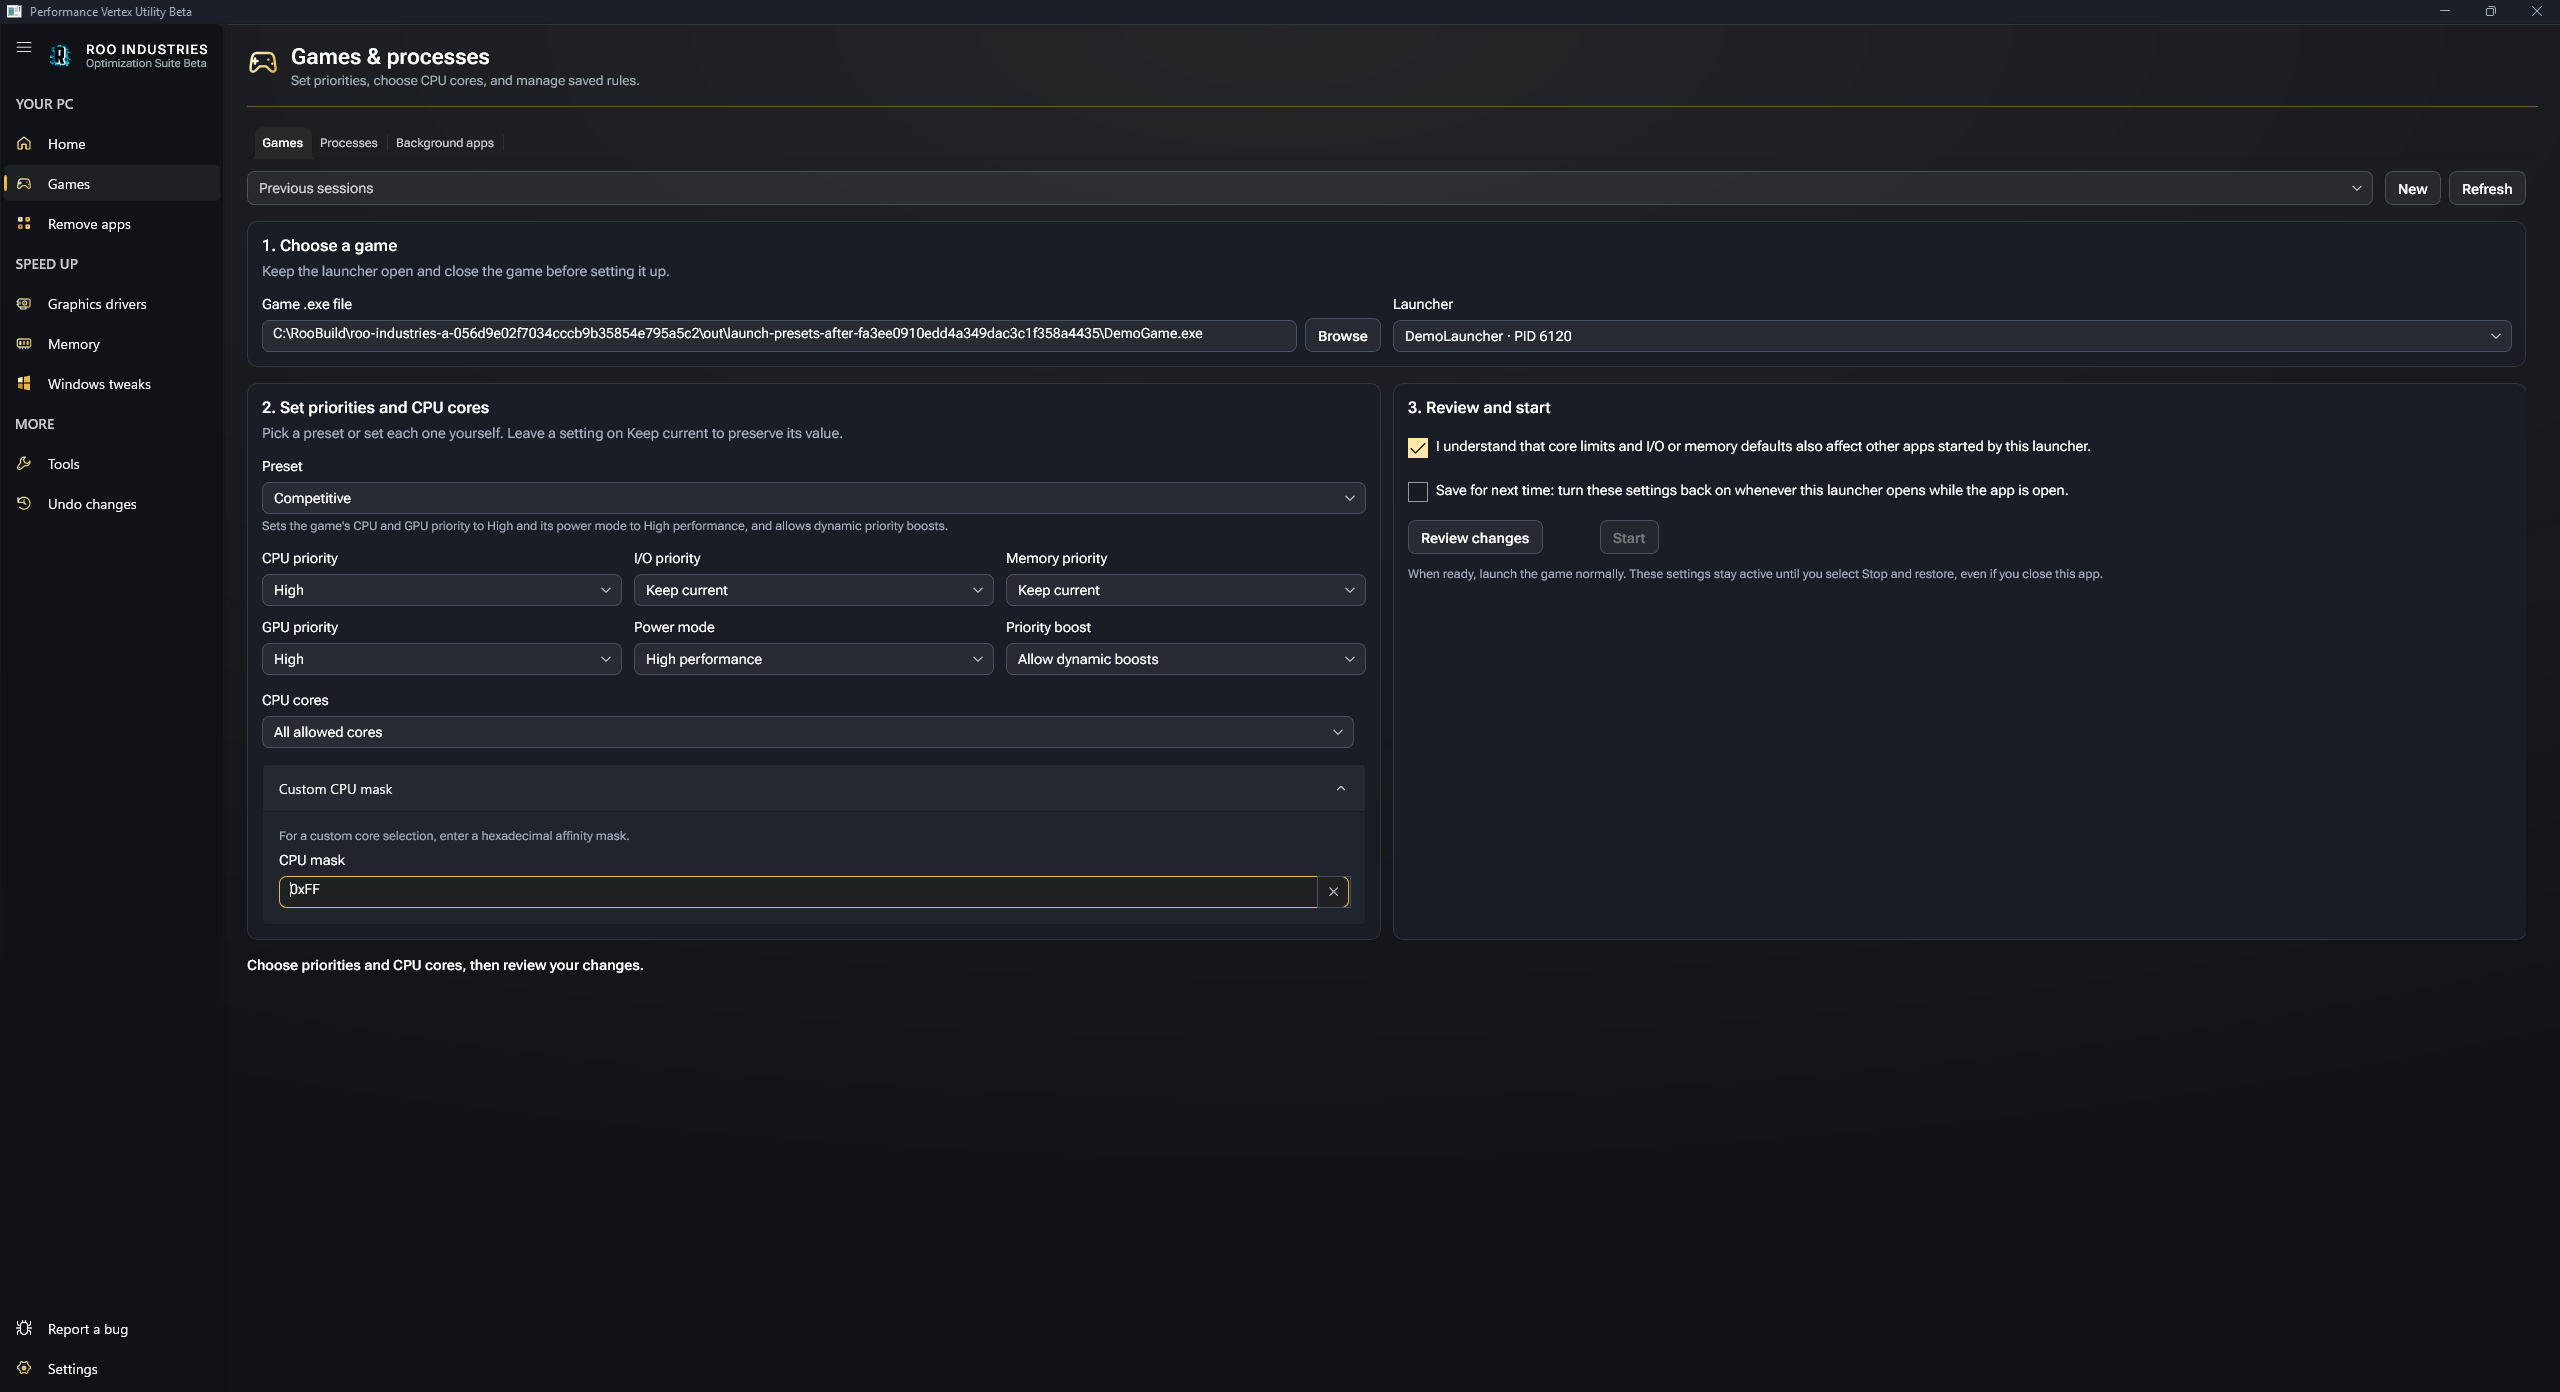 Performance Vertex Utility Beta
ROO INDUSTRIES
Optimization Suite Beta
YOUR PC
Home
Games
Remove apps
SPEED UP
Graphics drivers
Memory
Windows tweaks
MORE
Tools
Undo changes
Report a bug
Settings
Games & processes
Set priorities, choose CPU cores, and manage saved rules.
Games Processes Background apps
Previous sessions New Refresh
1. Choose a game
Keep the launcher open and close the game before setting it up.
Game .exe file
C:\RooBuild\roo-industries-a-056d9e02f7034cccb9b35854e795a5c2\out\launch-presets-after-fa3ee0910edd4a349dac3c1f358a4435\DemoGame.exe
Browse
Launcher
DemoLauncher · PID 6120
2. Set priorities and CPU cores
Pick a preset or set each one yourself. Leave a setting on Keep current to preserve its value.
Preset
Competitive
Sets the game's CPU and GPU priority to High and its power mode to High performance, and allows dynamic priority boosts.
CPU priority I/O priority Memory priority
High Keep current Keep current
GPU priority Power mode Priority boost
High High performance Allow dynamic boosts
CPU cores
All allowed cores
Custom CPU mask
For a custom core selection, enter a hexadecimal affinity mask.
CPU mask
0xFF
3. Review and start
I understand that core limits and I/O or memory defaults also affect other apps started by this launcher.
Save for next time: turn these settings back on whenever this launcher opens while the app is open.
Review changes Start
When ready, launch the game normally. These settings stay active until you select Stop and restore, even if you close this app.
Choose priorities and CPU cores, then review your changes.